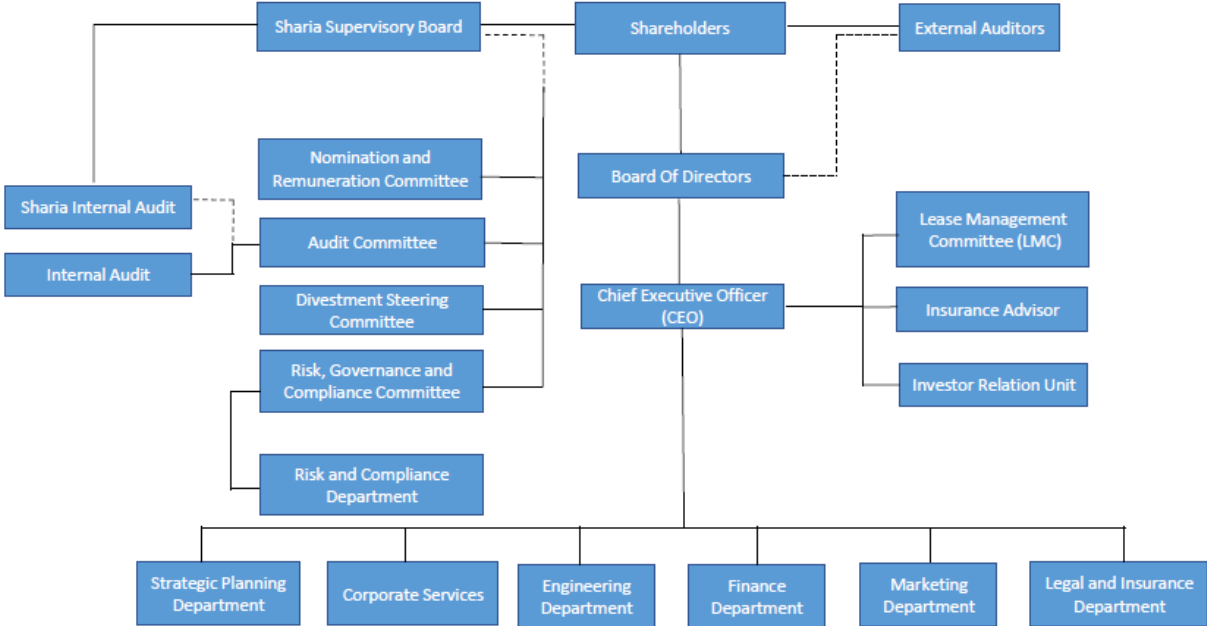 Sharia Supervisory Board
Shareholders
External Auditors
Nomination and
Remuneration Committee
Board Of Directors
Sharia Internal Audit
Lease Management
Committee (LMC)
Audit Committee
Internal Audit
Divestment Steering
Committee
Chief Executive Officer
(CEO)
Insurance Advisor
Risk, Governance and
Compliance Committee
Investor Relation Unit
Risk and Compliance
Department
Strategic Planning
Department
Corporate Services
Engineering
Department
Finance
Department
Marketing
Department
Legal and Insurance
Department